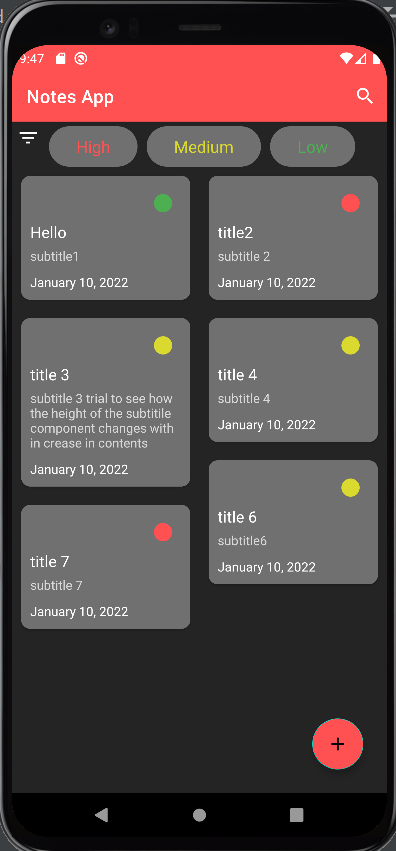 9:47
Notes App
High Medium Low
Hello
subtitle1
January 10, 2022
title2
subtitle 2
January 10, 2022
title 3
subtitle 3 trial to see how
the height of the subtitile
component changes with
in crease in contents
January 10, 2022
title 4
subtitle 4
January 10, 2022
title 7
subtitle 7
January 10, 2022
title 6
subtitle6
January 10, 2022